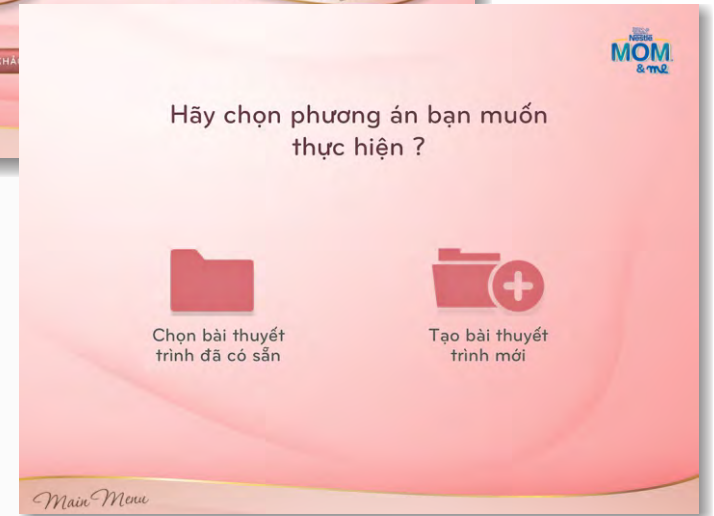 Nestlé
MOM
& me
Hãy chọn phương án bạn muốn
thực hiện ?
Chọn bài thuyết
trình đã có sẵn
Tạo bài thuyết
trình mới
Main Menu